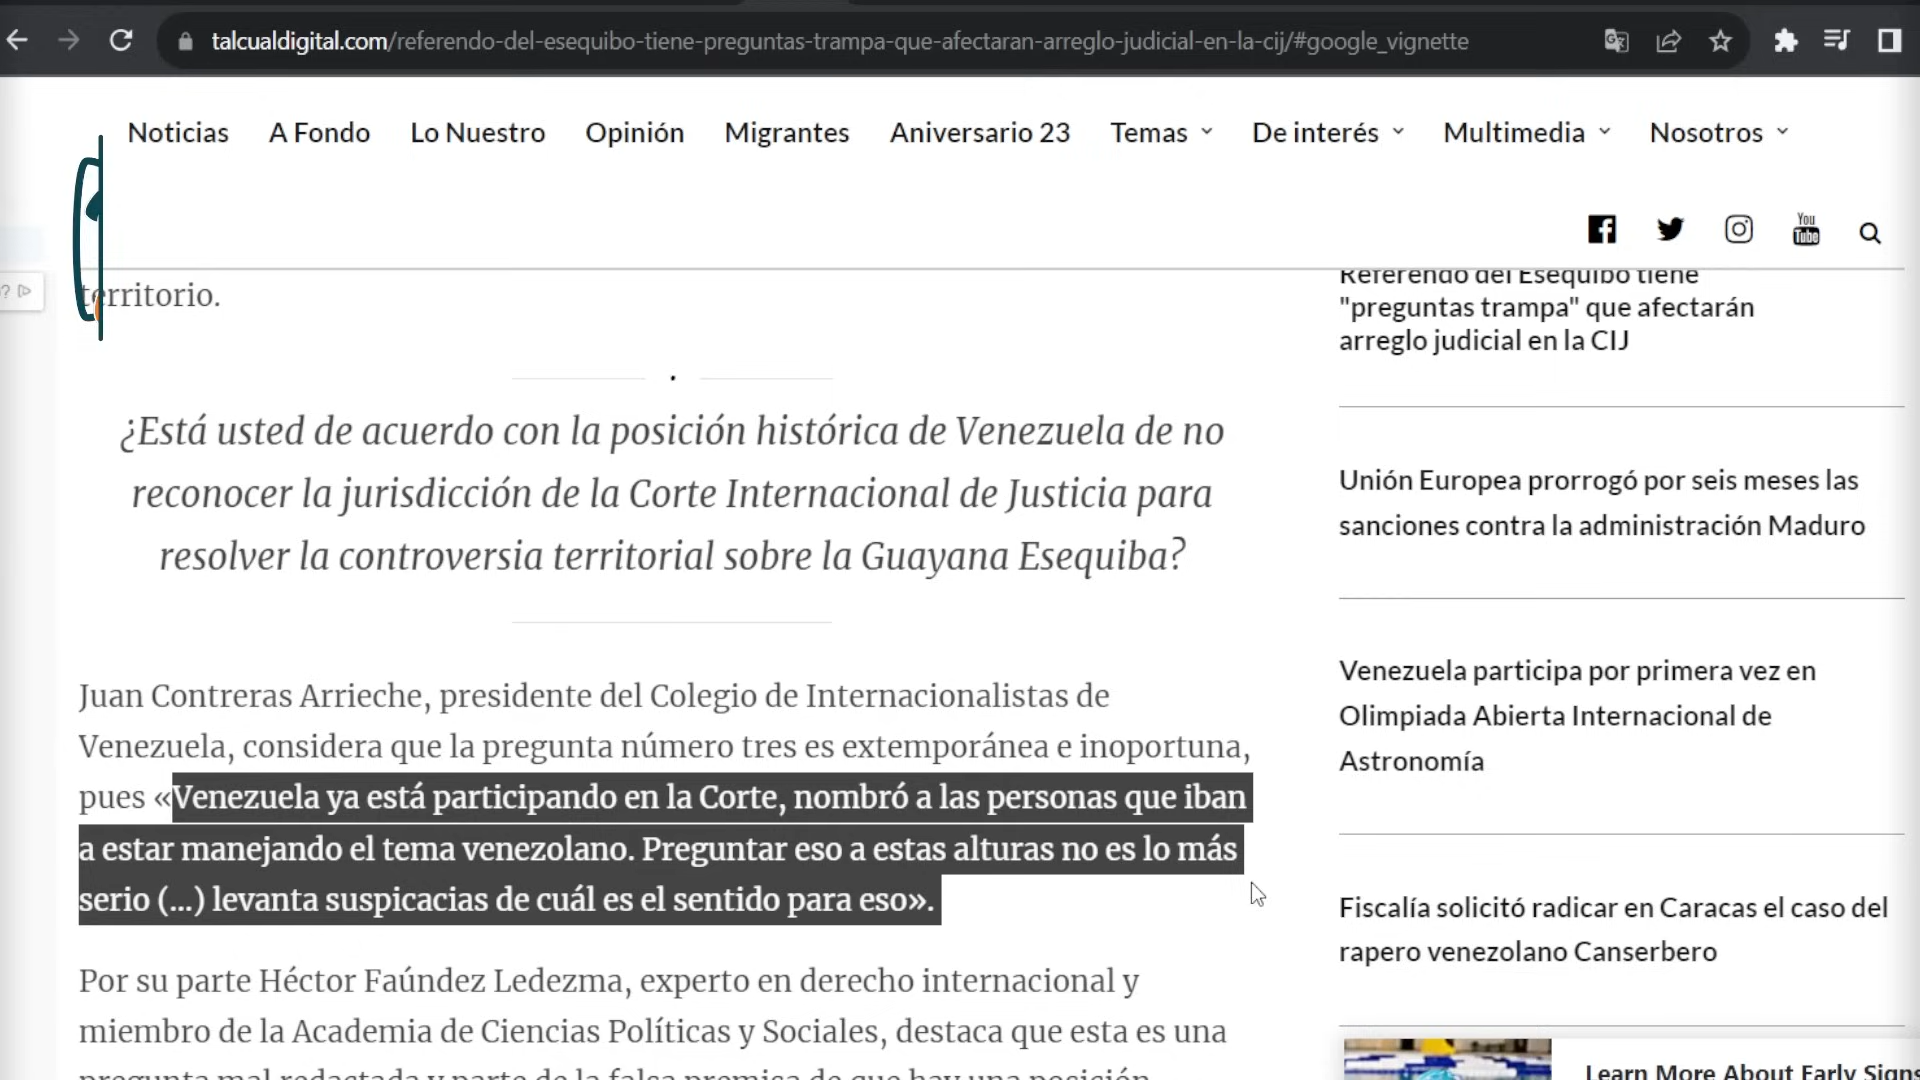 talcualdigital.com/referendo-del-esequibo-tiene-preguntas-trampa-que-afectaran-arreglo-judicial-en-la-cij/#google_vignette
Noticias A Fondo Lo Nuestro Opinión Migrantes Aniversario 23 Temas De interés Multimedia Nosotros
You
Tube
territorio.
¿Está usted de acuerdo con la posición histórica de Venezuela de no
reconocer la jurisdicción de la Corte Internacional de Justicia para
resolver la controversia territorial sobre la Guayana Esequiba?
Juan Contreras Arrieche, presidente del Colegio de Internacionalistas de
Venezuela, considera que la pregunta número tres es extemporánea e inoportuna,
pues «Venezuela ya está participando en la Corte, nombró a las personas que iban
a estar manejando el tema venezolano. Preguntar eso a estas alturas no es lo más
serio (...) levanta suspicacias de cuál es el sentido para eso».
Por su parte Héctor Faúndez Ledezma, experto en derecho internacional y
miembro de la Academia de Ciencias Políticas y Sociales, destaca que esta es una
pregunta mal redactada y parte de la falsa premisa de que hay una posición
Referendo del Esequibo tiene
"preguntas trampa" que afectarán
arreglo judicial en la CIJ
Unión Europea prorrogó por seis meses las
sanciones contra la administración Maduro
Venezuela participa por primera vez en
Olimpiada Abierta Internacional de
Astronomía
Fiscalía solicitó radicar en Caracas el caso del
rapero venezolano Canserbero
Learn More About Early Signs